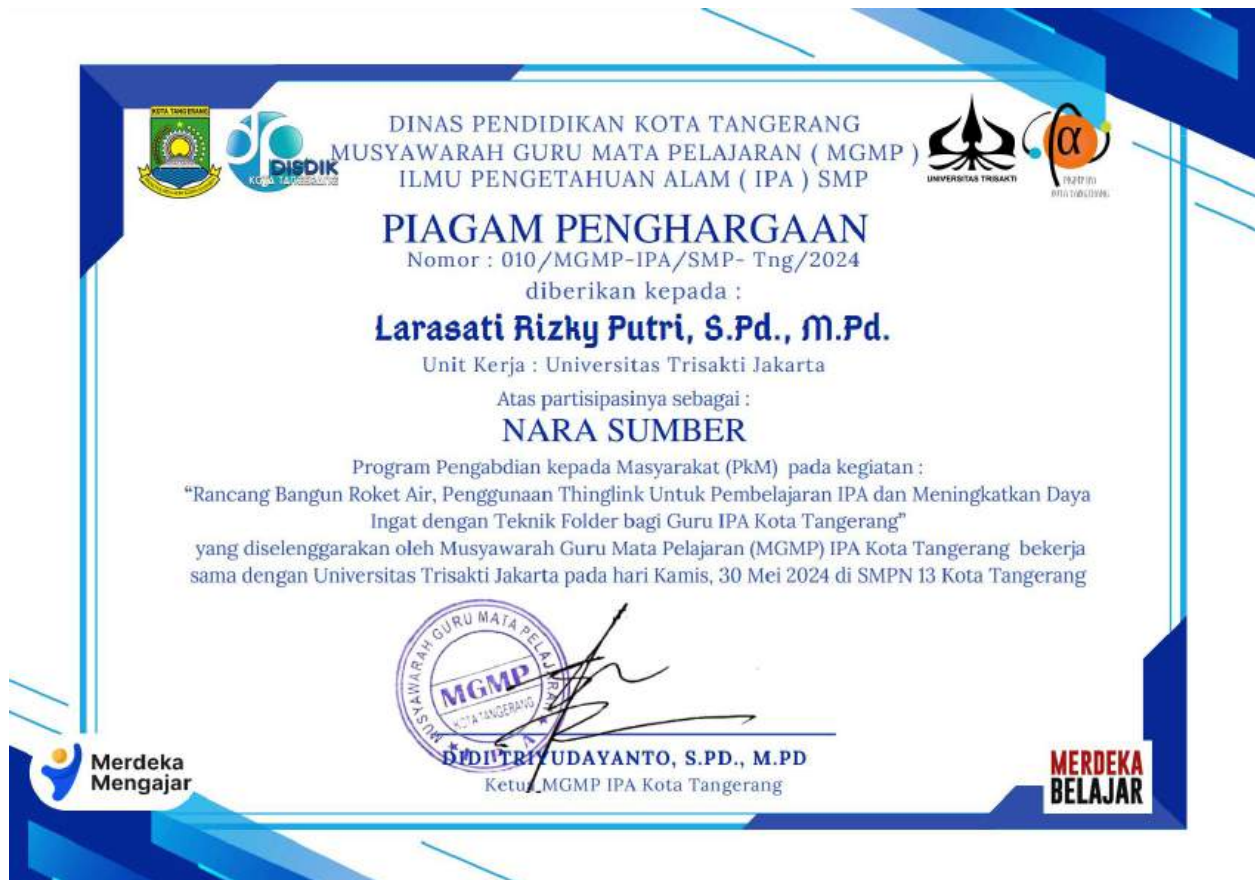 KOTA TANGERANG
DISDIK
KOTA TANGERANG
DINAS PENDIDIKAN KOTA TANGERANG
MUSYAWARAH GURU MATA PELAJARAN ( MGMP )
ILMU PENGETAHUAN ALAM ( IPA ) SMP
UNIVERSITAS TRISAKTI
α
KOTA TANGERANG
PIAGAM PENGHARGAAN
Nomor : 010/MGMP-IPA/SMP- Tng/2024
diberikan kepada :
Larasati Rizky Putri, S.Pd., M.Pd.
Unit Kerja : Universitas Trisakti Jakarta
Atas partisipasinya sebagai :
NARA SUMBER
Program Pengabdian kepada Masyarakat (PkM) pada kegiatan :
“Rancang Bangun Roket Air, Penggunaan Thinglink Untuk Pembelajaran IPA dan Meningkatkan Daya
Ingat dengan Teknik Folder bagi Guru IPA Kota Tangerang”
yang diselenggarakan oleh Musyawarah Guru Mata Pelajaran (MGMP) IPA Kota Tangerang bekerja
sama dengan Universitas Trisakti Jakarta pada hari Kamis, 30 Mei 2024 di SMPN 13 Kota Tangerang
MUSYAWARAH GURU MATA PELAJARAN
MGMP
KOTA TANGERANG
★ I P A ★
DIDI TRIYUDAYANTO, S.PD., M.PD
Ketua MGMP IPA Kota Tangerang
Merdeka
Mengajar
MERDEKA
BELAJAR